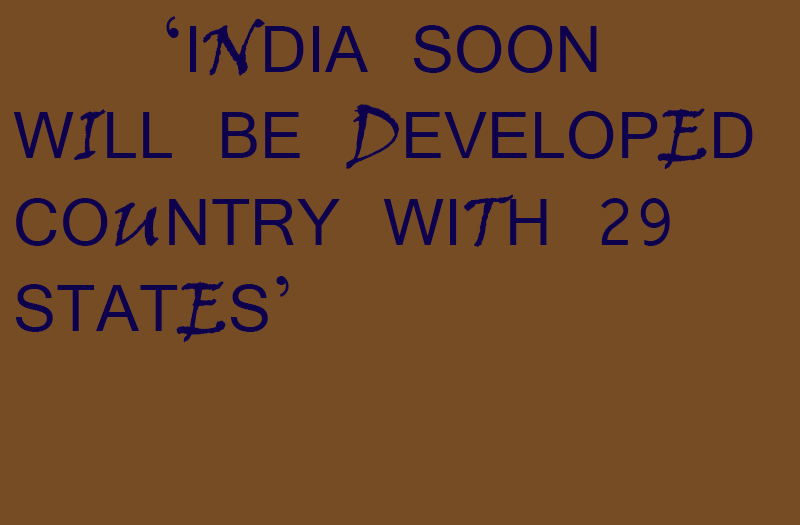 ‘INDIA SOON
WILL BE DEVELOPED
COUNTRY WITH 29
STATES’